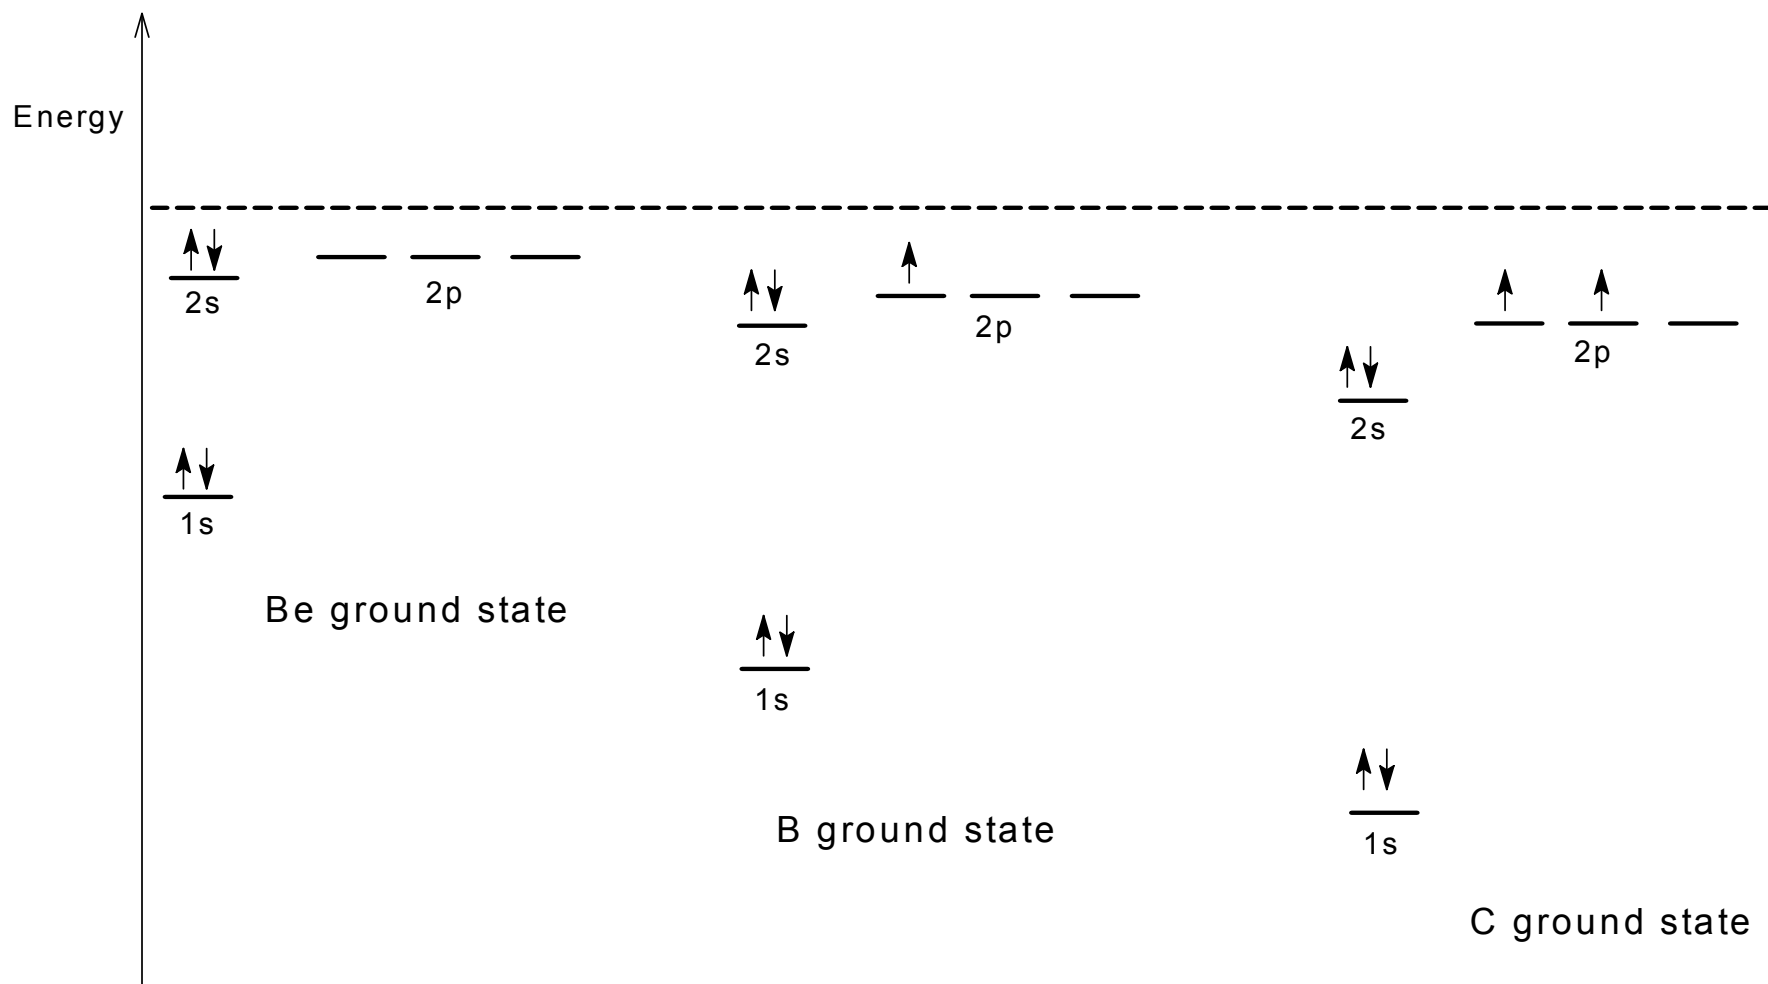 Energy
2s
2p
1s
Be ground state
2s
2p
1s
B ground state
2s
2p
1s
C ground state